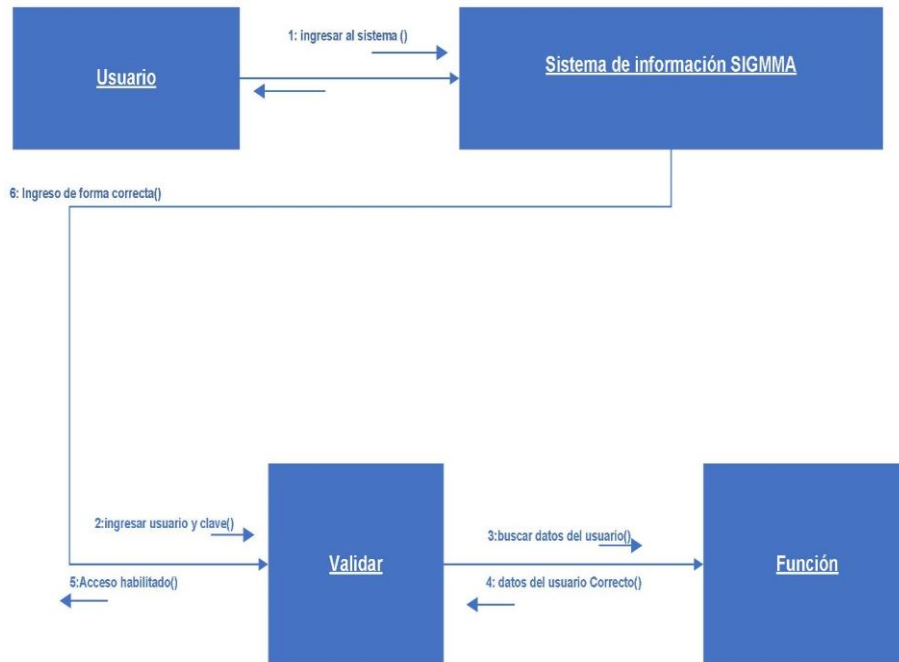 1: ingresar al sistema ()
Usuario
Sistema de información SIGMMA
6: Ingreso de forma correcta()
2:ingresar usuario y clave()
3:buscar datos del usuario()
Validar
Función
5:Acceso habilitado()
4: datos del usuario Correcto()